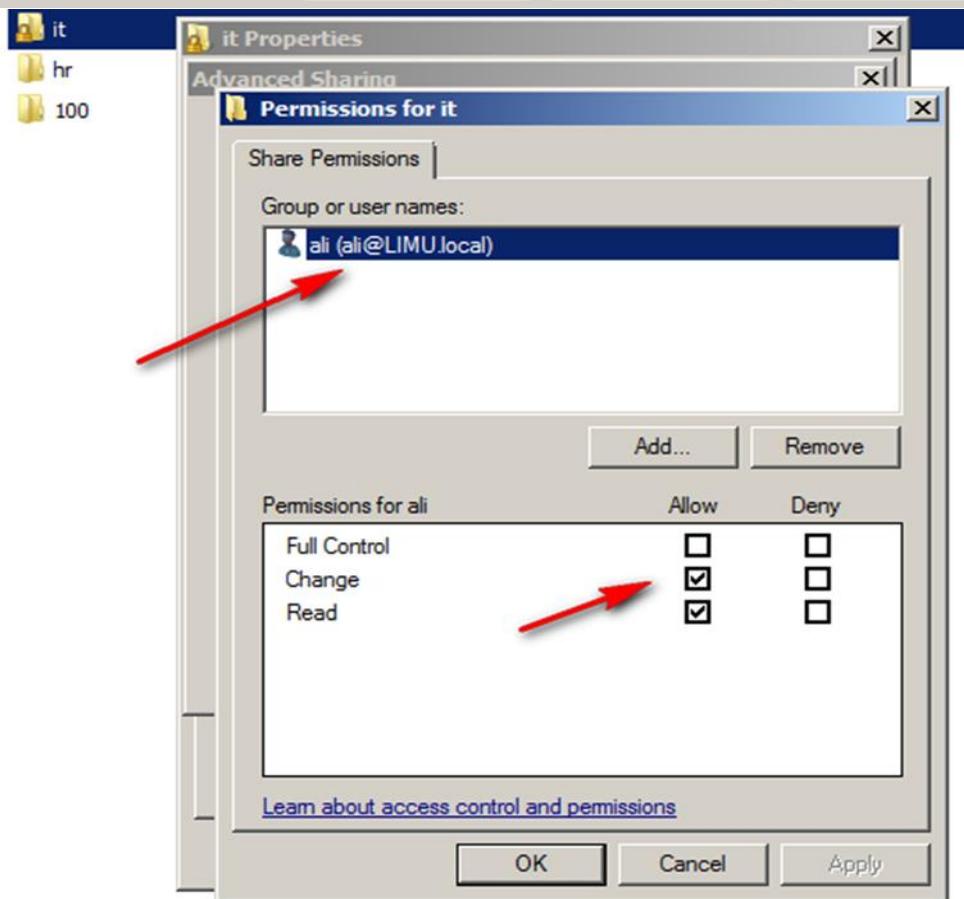 it
hr
100
it Properties
Advanced Sharing
Permissions for it
Share Permissions
Group or user names:
ali (ali@LIMU.local)
Add...
Remove
Permissions for ali
Allow
Deny
Full Control
Change
Read
Learn about access control and permissions
OK
Cancel
Apply